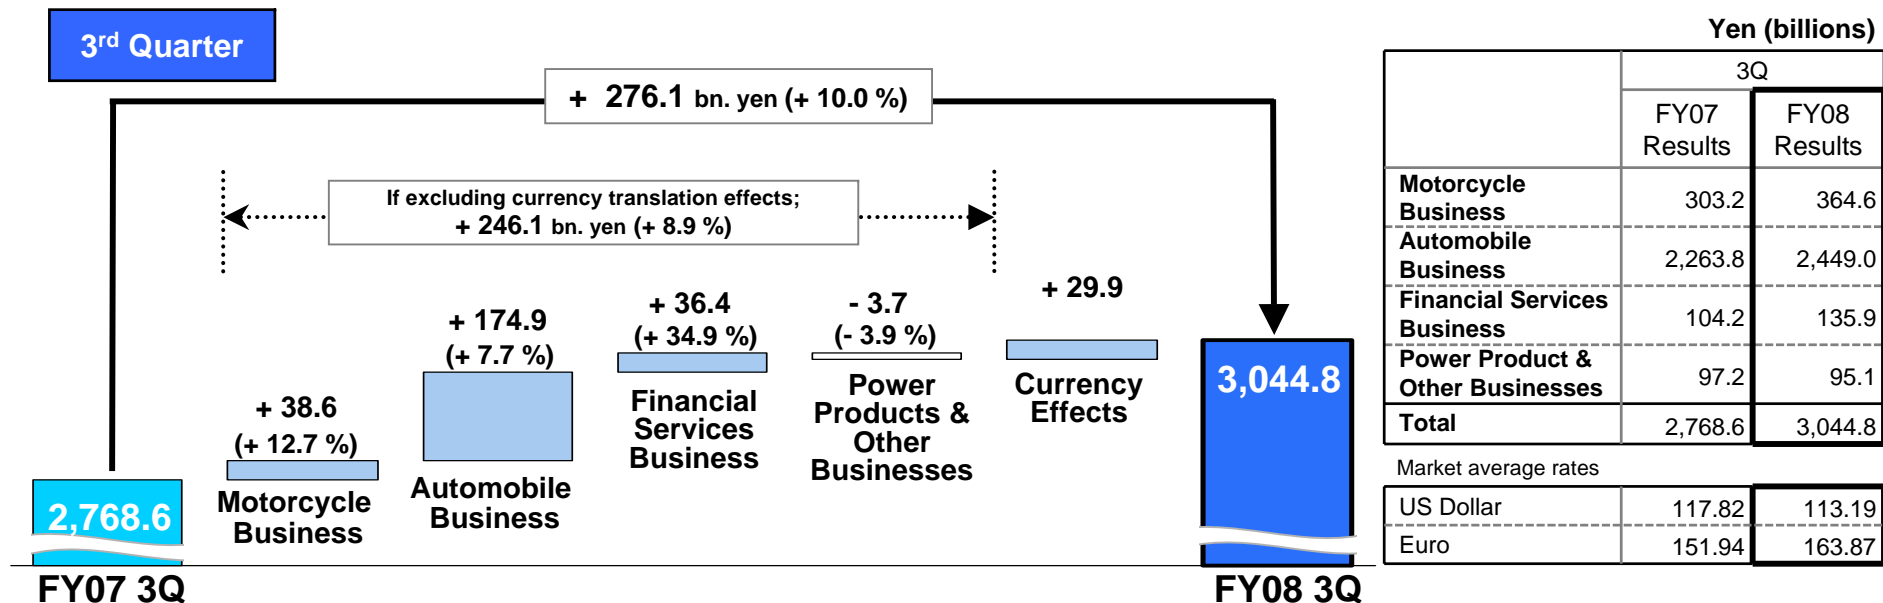 3rd Quarter
+ 276.1 bn. yen (+ 10.0 %)
If excluding currency translation effects;
+ 246.1 bn. yen (+ 8.9 %)
2,768.6
FY07 3Q
+ 38.6
(+ 12.7 %)
Motorcycle
Business
+ 174.9
(+ 7.7 %)
Automobile
Business
+ 36.4
(+ 34.9 %)
Financial
Services
Business
- 3.7
(- 3.9 %)
Power
Products &
Other
Businesses
+ 29.9
Currency
Effects
3,044.8
FY08 3Q
Yen (billions)
3Q
FY07 Results FY08 Results
Motorcycle
Business 303.2 364.6
Automobile
Business 2,263.8 2,449.0
Financial Services
Business 104.2 135.9
Power Product &
Other Businesses 97.2 95.1
Total 2,768.6 3,044.8
Market average rates
US Dollar 117.82 113.19
Euro 151.94 163.87